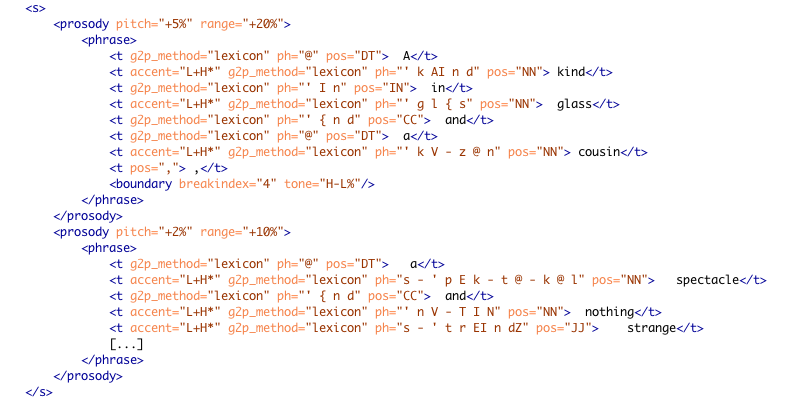 <s>
<prosody pitch="+5%" range="+20%">
<phrase>
<t g2p_method="lexicon" ph="@" pos="DT"> A</t>
<t accent="L+H*" g2p_method="lexicon" ph="' k AI n d" pos="NN"> kind</t>
<t g2p_method="lexicon" ph="' I n" pos="IN"> in</t>
<t accent="L+H*" g2p_method="lexicon" ph="' g l { s" pos="NN"> glass</t>
<t g2p_method="lexicon" ph="' { n d" pos="CC"> and</t>
<t g2p_method="lexicon" ph="@" pos="DT"> a</t>
<t accent="L+H*" g2p_method="lexicon" ph="' k V - z @ n" pos="NN"> cousin</t>
<t pos=","> ,</t>
<boundary breakindex="4" tone="H-L%"/>
</phrase>
</prosody>
<prosody pitch="+2%" range="+10%">
<phrase>
<t g2p_method="lexicon" ph="@" pos="DT"> a</t>
<t accent="L+H*" g2p_method="lexicon" ph="s - ' p E k - t @ - k @ l" pos="NN"> spectacle</t>
<t g2p_method="lexicon" ph="' { n d" pos="CC"> and</t>
<t accent="L+H*" g2p_method="lexicon" ph="' n V - T I N" pos="NN"> nothing</t>
<t accent="L+H*" g2p_method="lexicon" ph="s - ' t r EI n dZ" pos="JJ"> strange</t>
[...]
</phrase>
</prosody>
</s>